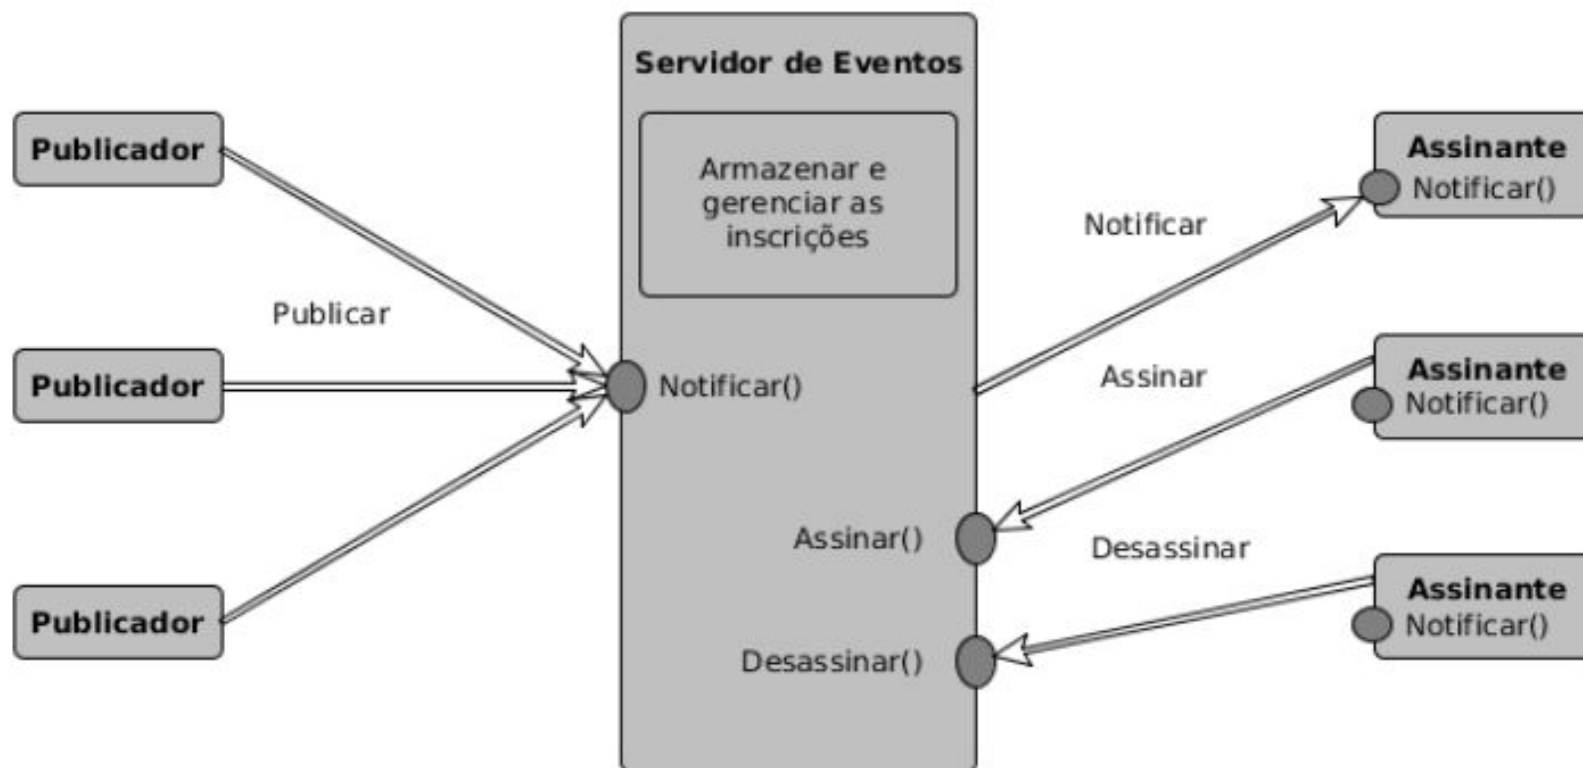 Servidor de Eventos
Armazenar e
gerenciar as
inscrições
Publicador
Publicar
Publicador
Publicador
Notificar()
Assinar()
Desassinar()
Notificar
Assinar
Desassinar
Assinante
Notificar()
Assinante
Notificar()
Assinante
Notificar()